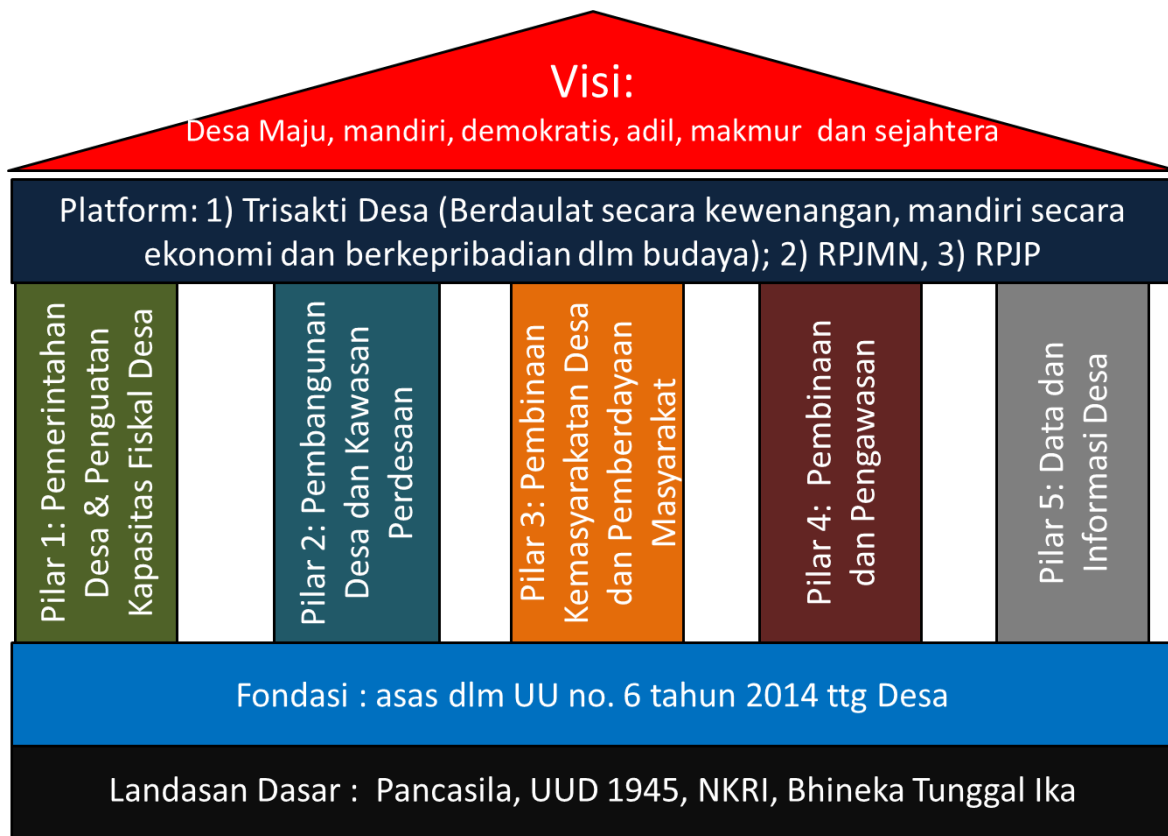 Visi:
Desa Maju, mandiri, demokratis, adil, makmur dan sejahtera
Platform: 1) Trisakti Desa (Berdaulat secara kewenangan, mandiri secara
ekonomi dan berkepribadian dlm budaya); 2) RPJMN, 3) RPJP
Pilar 1: Pemerintahan
Desa & Penguatan
Kapasitas Fiskal Desa
Pilar 2: Pembangunan
Desa dan Kawasan
Perdesaan
Pilar 3: Pembinaan
Kemasyarakatan Desa
dan Pemberdayaan
Masyarakat
Pilar 4: Pembinaan
dan Pengawasan
Pilar 5: Data dan
Informasi Desa
Fondasi : asas dlm UU no. 6 tahun 2014 ttg Desa
Landasan Dasar : Pancasila, UUD 1945, NKRI, Bhineka Tunggal Ika